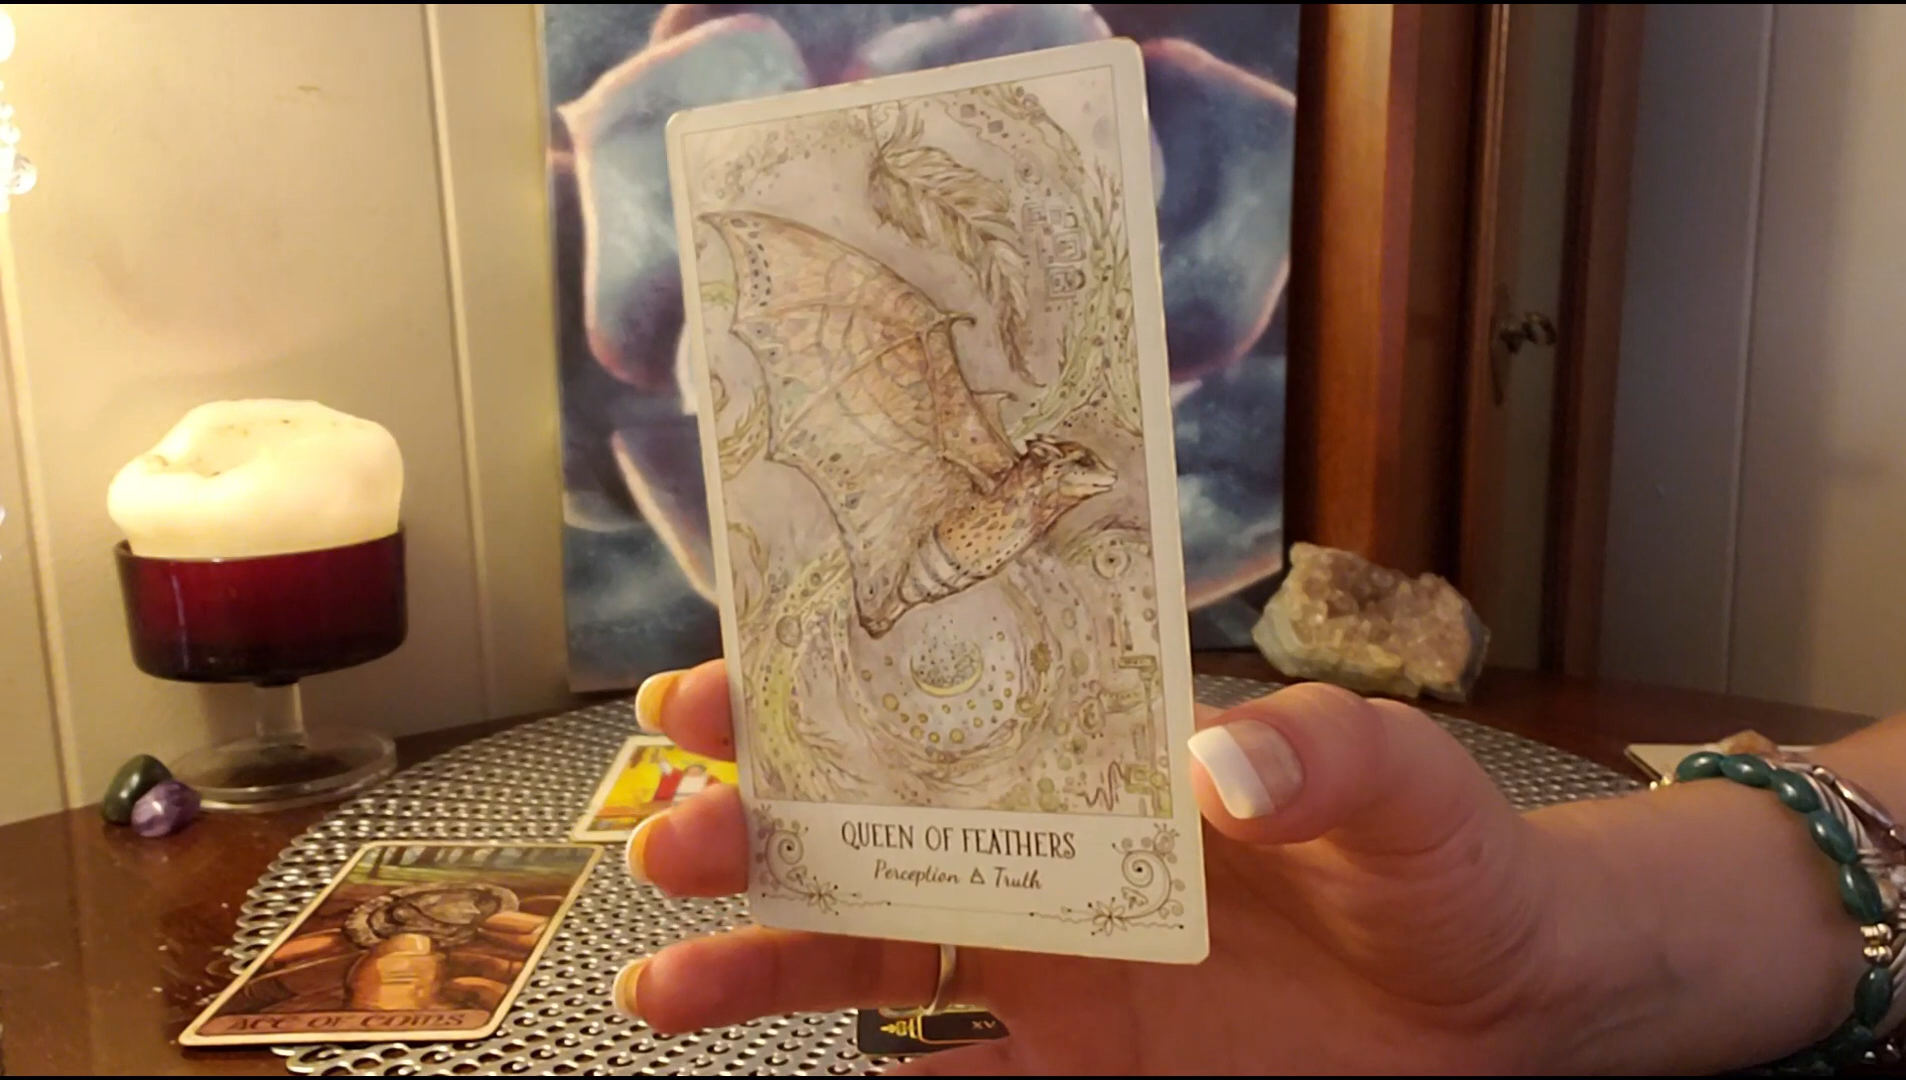 QUEEN OF FEATHERS
Perception △ Truth
ACE OF COINS
XV